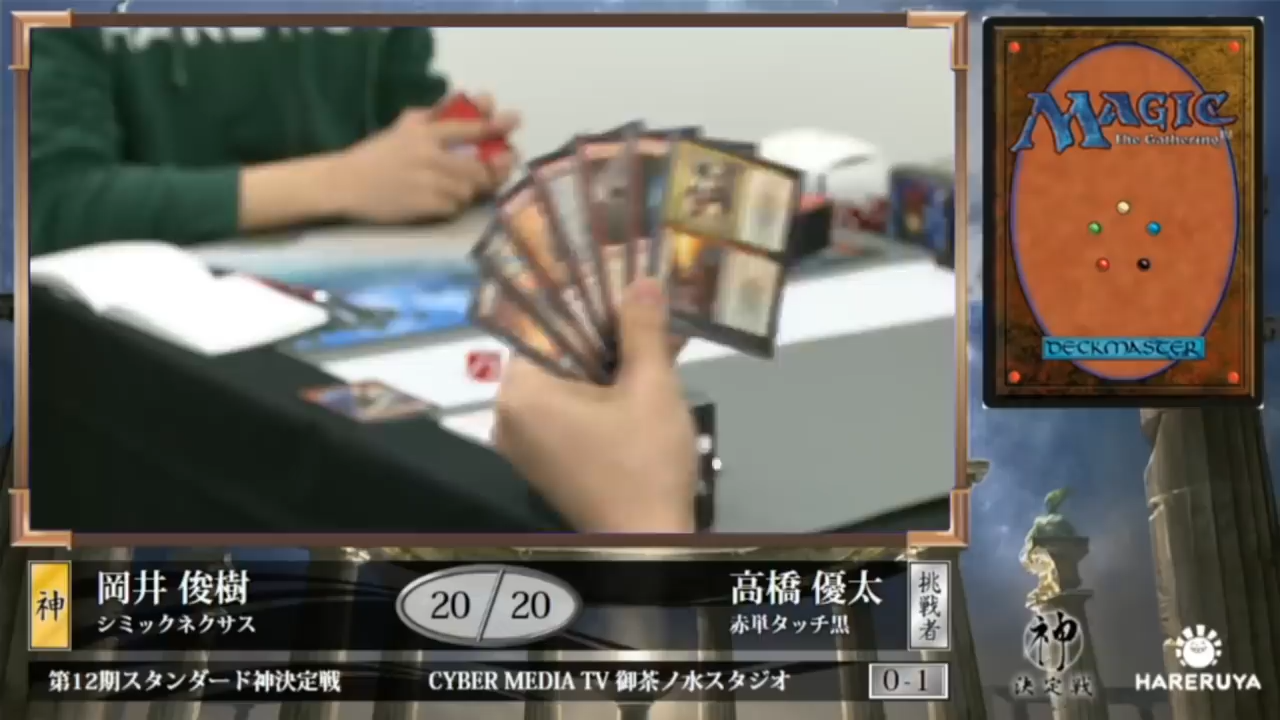 MAGIC
The Gathering
DECKMASTER
神
岡井 俊樹
シミックネクサス
20/20
高橋 優太
赤単タッチ黒
挑戦者
第12期スタンダード神決定戦
CYBER MEDIA TV 御茶ノ水スタジオ
0-1
神
決定戦
HARERUYA